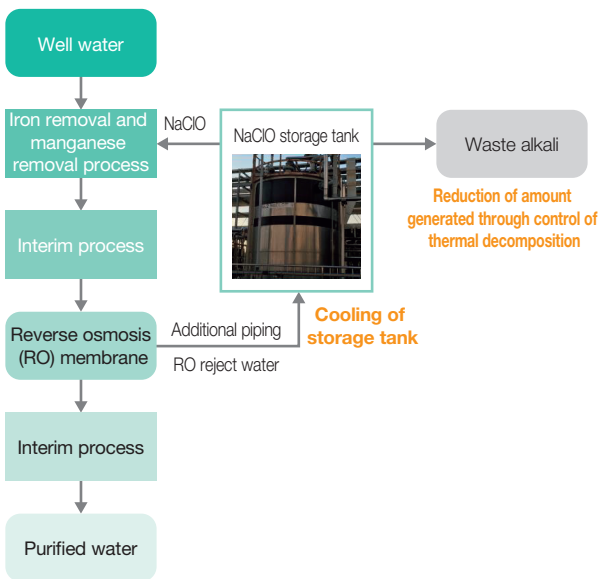 Well water
Iron removal and
manganese
removal process
NaClO
NaClO storage tank
Waste alkali
Reduction of amount
generated through control of
thermal decomposition
Interim process
Cooling of
storage tank
Reverse osmosis
(RO) membrane
Additional piping
RO reject water
Interim process
Purified water